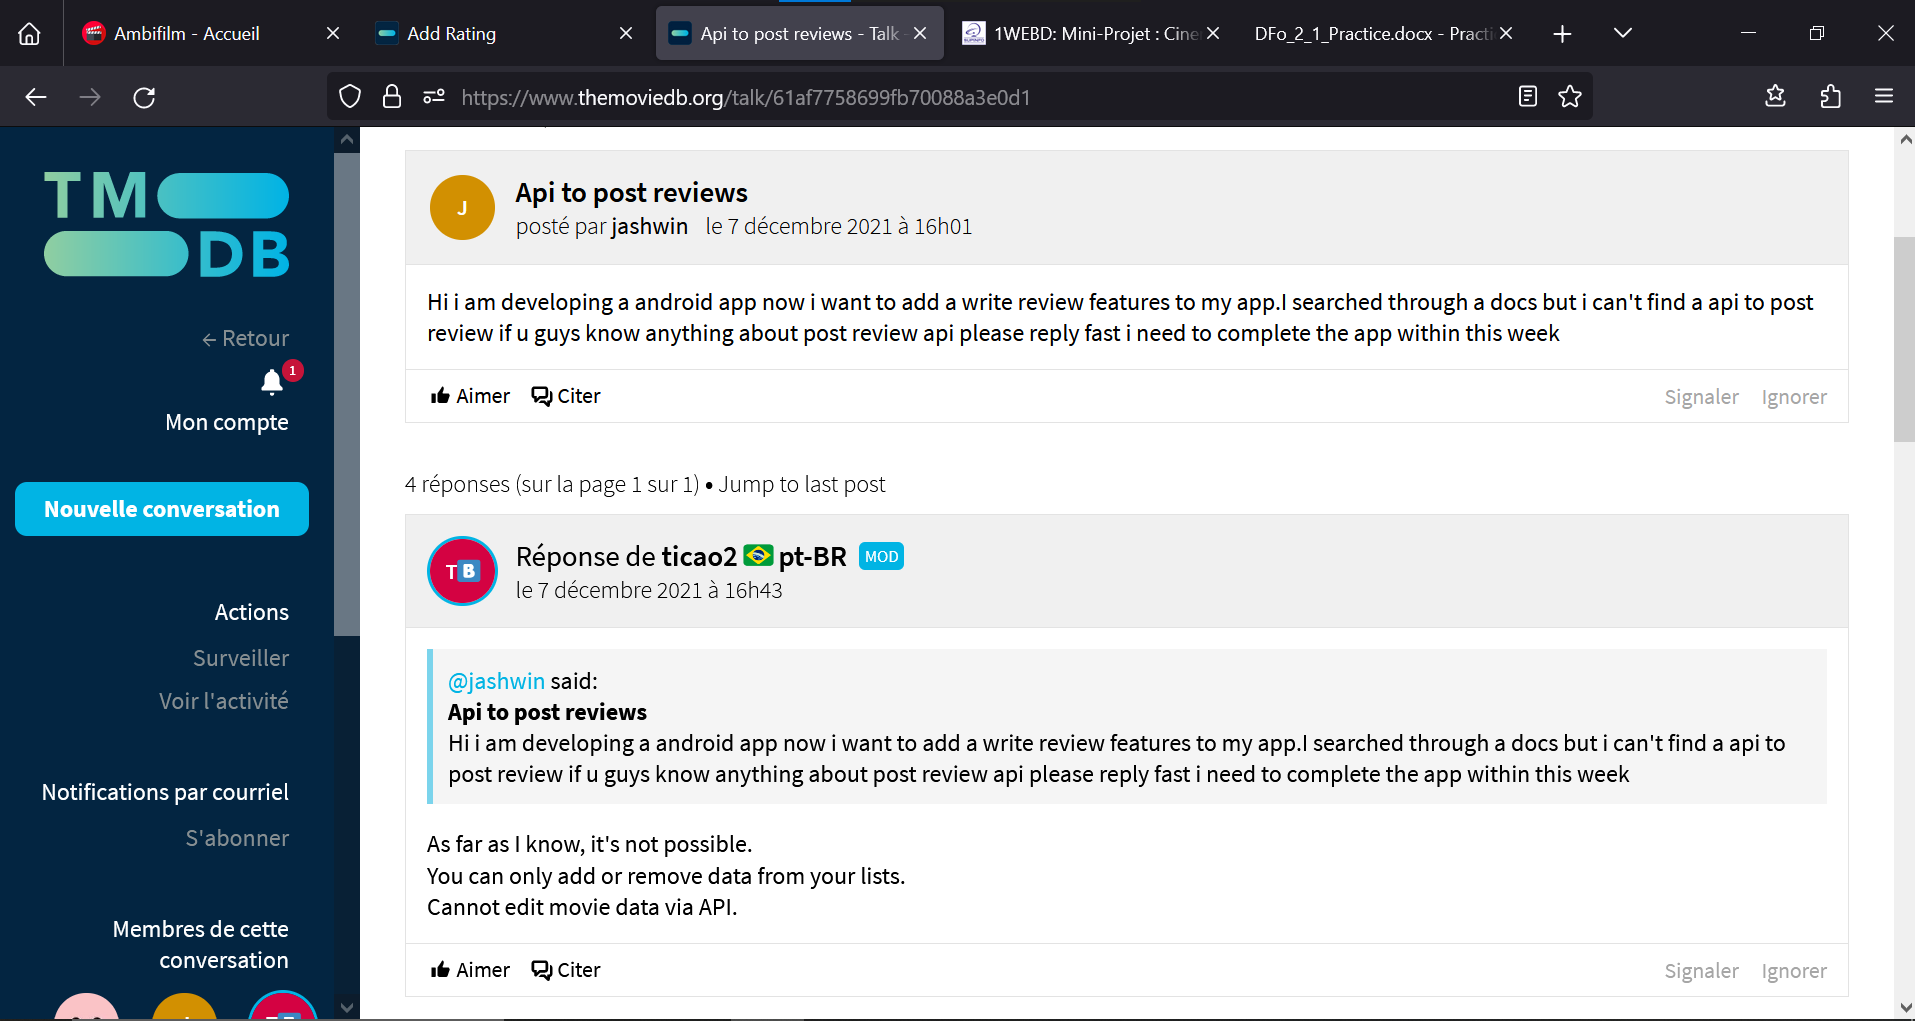 Ambifilm - Accueil
Add Rating
Api to post reviews - Talk -
1WEBD: Mini-Projet : Cine
DFo_2_1_Practice.docx - Practi
https://www.themoviedb.org/talk/61af7758699fb70088a3e0d1
TM
DB
← Retour
1
Mon compte
Nouvelle conversation
Actions
Surveiller
Voir l'activité
Notifications par courriel
S'abonner
Membres de cette
conversation
J
Api to post reviews
posté par jashwin le 7 décembre 2021 à 16h01
Hi i am developing a android app now i want to add a write review features to my app.I searched through a docs but i can't find a api to post
review if u guys know anything about post review api please reply fast i need to complete the app within this week
Aimer Citer
Signaler Ignorer
4 réponses (sur la page 1 sur 1) • Jump to last post
T B
Réponse de ticao2 🇧🇷 pt-BR MOD
le 7 décembre 2021 à 16h43
@jashwin said:
Api to post reviews
Hi i am developing a android app now i want to add a write review features to my app.I searched through a docs but i can't find a api to
post review if u guys know anything about post review api please reply fast i need to complete the app within this week
As far as I know, it's not possible.
You can only add or remove data from your lists.
Cannot edit movie data via API.
Aimer Citer
Signaler Ignorer